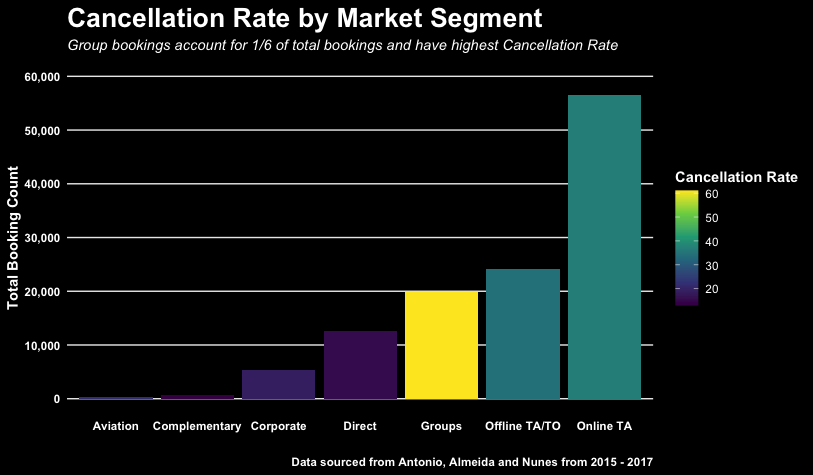 Cancellation Rate by Market Segment
Group bookings account for 1/6 of total bookings and have highest Cancellation Rate
Total Booking Count
60,000
50,000
40,000
30,000
20,000
10,000
0
Aviation Complementary Corporate Direct Groups Offline TA/TO Online TA
Cancellation Rate
60
50
40
30
20
Data sourced from Antonio, Almeida and Nunes from 2015 - 2017